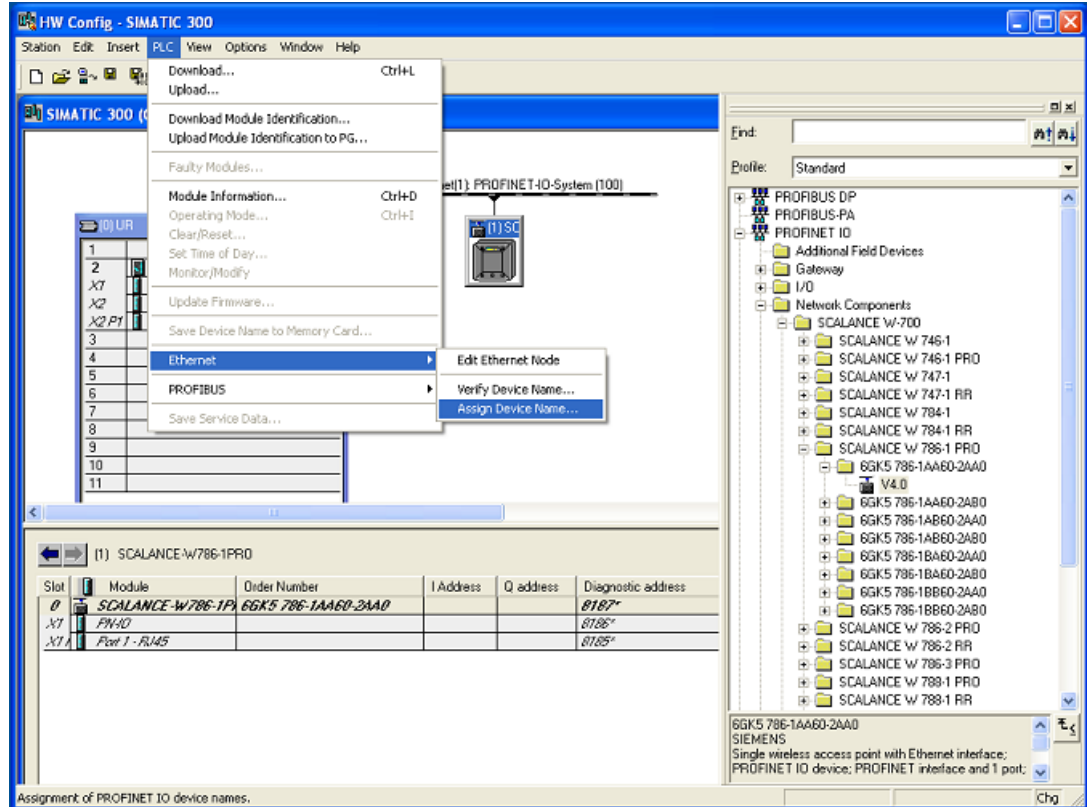 HW Config - SIMATIC 300
Station Edit Insert PLC View Options Window Help
Download... Ctrl+L
Upload...
Download Module Identification...
Upload Module Identification to PG...
Faulty Modules...
Module Information... Ctrl+D
Operating Mode... Ctrl+I
Clear/Reset...
Set Time of Day...
Monitor/Modify
Update Firmware...
Save Device Name to Memory Card...
Ethernet
PROFIBUS
Save Service Data...
Edit Ethernet Node
Verify Device Name...
Assign Device Name...
SIMATIC 300 (
(0) UR
1
2
X1
X2
X2 P1
3
4
5
6
7
8
9
10
11
et(1): PROFINET-IO-System (100)
(1) SC
Find:
Profile: Standard
PROFIBUS DP
PROFIBUS-PA
PROFINET IO
Additional Field Devices
Gateway
I/O
Network Components
SCALANCE W-700
SCALANCE W 746-1
SCALANCE W 746-1 PRO
SCALANCE W 747-1
SCALANCE W 747-1 RR
SCALANCE W 784-1
SCALANCE W 784-1 RR
SCALANCE W 786-1 PRO
6GK5 786-1AA60-2AA0
V4.0
6GK5 786-1AA60-2AB0
6GK5 786-1AB60-2AA0
6GK5 786-1AB60-2AB0
6GK5 786-1BA60-2AA0
6GK5 786-1BA60-2AB0
6GK5 786-1BB60-2AA0
6GK5 786-1BB60-2AB0
SCALANCE W 786-2 PRO
SCALANCE W 786-2 RR
SCALANCE W 786-3 PRO
SCALANCE W 788-1 PRO
SCALANCE W 788-1 RR
6GK5 786-1AA60-2AA0
SIEMENS
Single wireless access point with Ethernet interface;
PROFINET IO device; PROFINET interface and 1 port;
(1) SCALANCE-W786-1PRO
Slot Module Order Number I Address Q address Diagnostic address
0 SCALANCE-W786-1P 6GK5 786-1AA60-2AA0 8187*
X1 PN-IO 8186*
X1 Port 1 - RJ45 8185*
Assignment of PROFINET IO device names. Chg